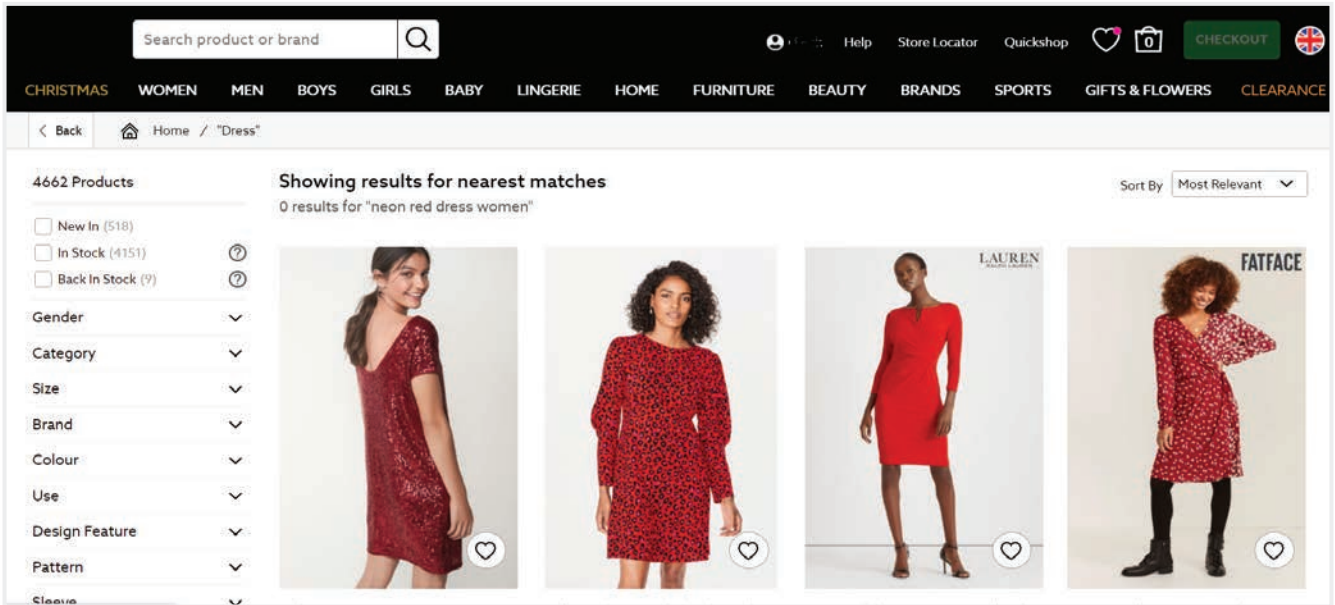 Search product or brand
Help
Store Locator
Quickshop
0
CHECKOUT
CHRISTMAS WOMEN MEN BOYS GIRLS BABY LINGERIE HOME FURNITURE BEAUTY BRANDS SPORTS GIFTS & FLOWERS CLEARANCE
< Back
Home / "Dress"
4662 Products
New In (518)
In Stock (4151) ?
Back In Stock (9) ?
Gender
Category
Size
Brand
Colour
Use
Design Feature
Pattern
Sleeve
Showing results for nearest matches
0 results for "neon red dress women"
Sort By Most Relevant
LAUREN
RALPH LAUREN
FATFACE